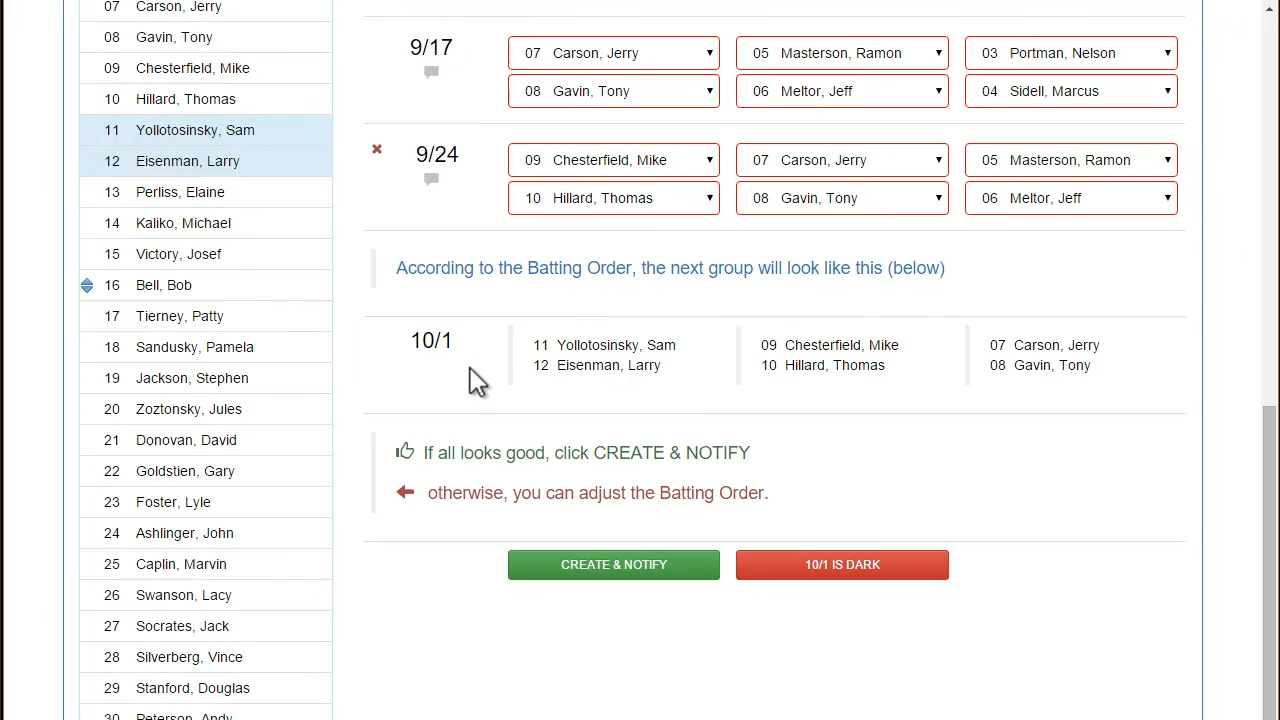 07 Carson, Jerry
08 Gavin, Tony
09 Chesterfield, Mike
10 Hillard, Thomas
11 Yollotosinsky, Sam
12 Eisenman, Larry
13 Perliss, Elaine
14 Kaliko, Michael
15 Victory, Josef
16 Bell, Bob
17 Tierney, Patty
18 Sandusky, Pamela
19 Jackson, Stephen
20 Zoztonsky, Jules
21 Donovan, David
22 Goldstien, Gary
23 Foster, Lyle
24 Ashlinger, John
25 Caplin, Marvin
26 Swanson, Lacy
27 Socrates, Jack
28 Silverberg, Vince
29 Stanford, Douglas
30 Peterson, Andy
9/17
07 Carson, Jerry
05 Masterson, Ramon
03 Portman, Nelson
08 Gavin, Tony
06 Meltor, Jeff
04 Sidell, Marcus
9/24
09 Chesterfield, Mike
07 Carson, Jerry
05 Masterson, Ramon
10 Hillard, Thomas
08 Gavin, Tony
06 Meltor, Jeff
According to the Batting Order, the next group will look like this (below)
10/1
11 Yollotosinsky, Sam
09 Chesterfield, Mike
07 Carson, Jerry
12 Eisenman, Larry
10 Hillard, Thomas
08 Gavin, Tony
If all looks good, click CREATE & NOTIFY
otherwise, you can adjust the Batting Order.
CREATE & NOTIFY
10/1 IS DARK